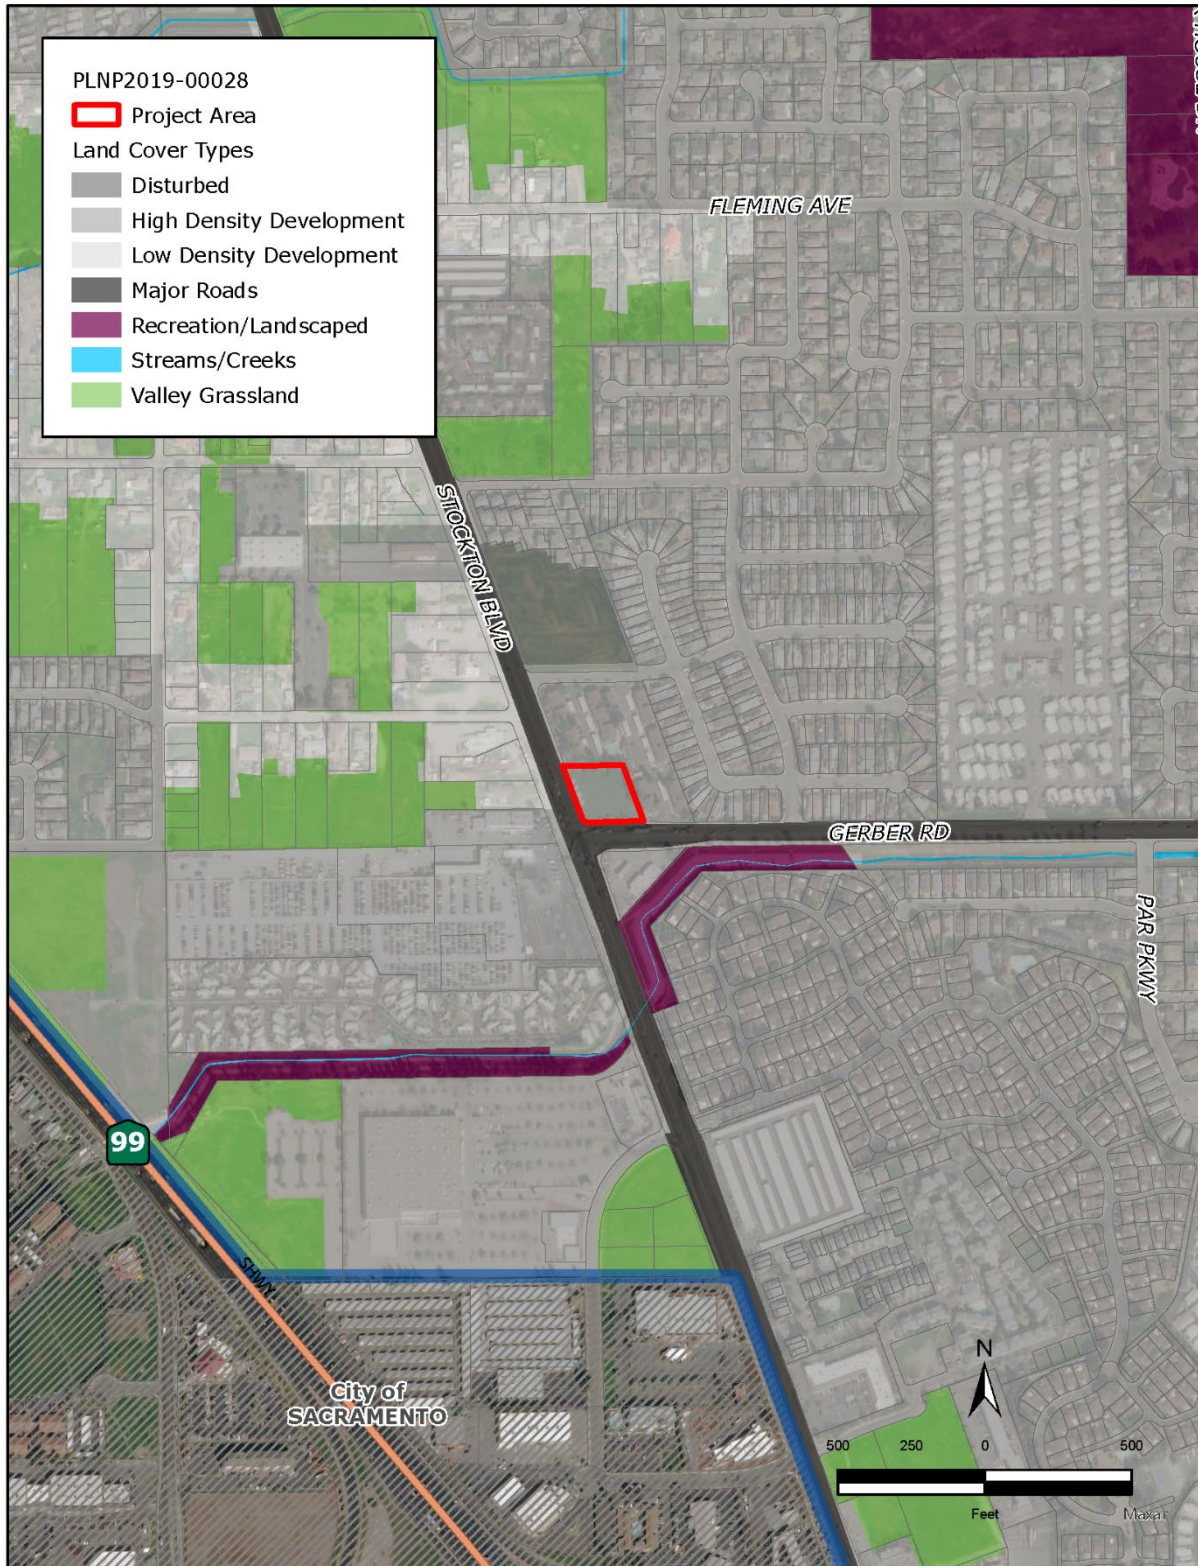 PLNP2019-00028
Project Area
Land Cover Types
Disturbed
High Density Development
Low Density Development
Major Roads
Recreation/Landscaped
Streams/Creeks
Valley Grassland
FLEMING AVE
STOCKTON BLVD
GERBER RD
PAR PKWY
99
SHWY
City of
SACRAMENTO
N
500 250 0 500
Feet
Maxar